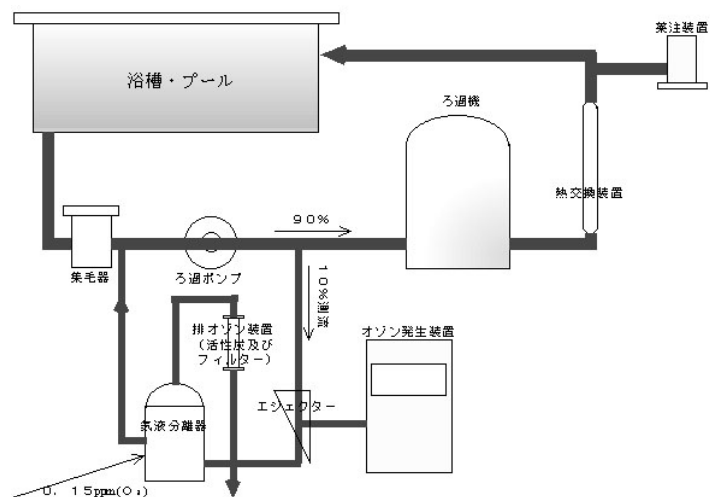 薬注装置
浴槽・プール
ろ過機
熱交換装置
90%
集毛器
ろ過ポンプ
10%測流
排オゾン装置
(活性炭及び
フィルター)
オゾン発生装置
エジェクター
気液分離器
0.15ppm(O₃)